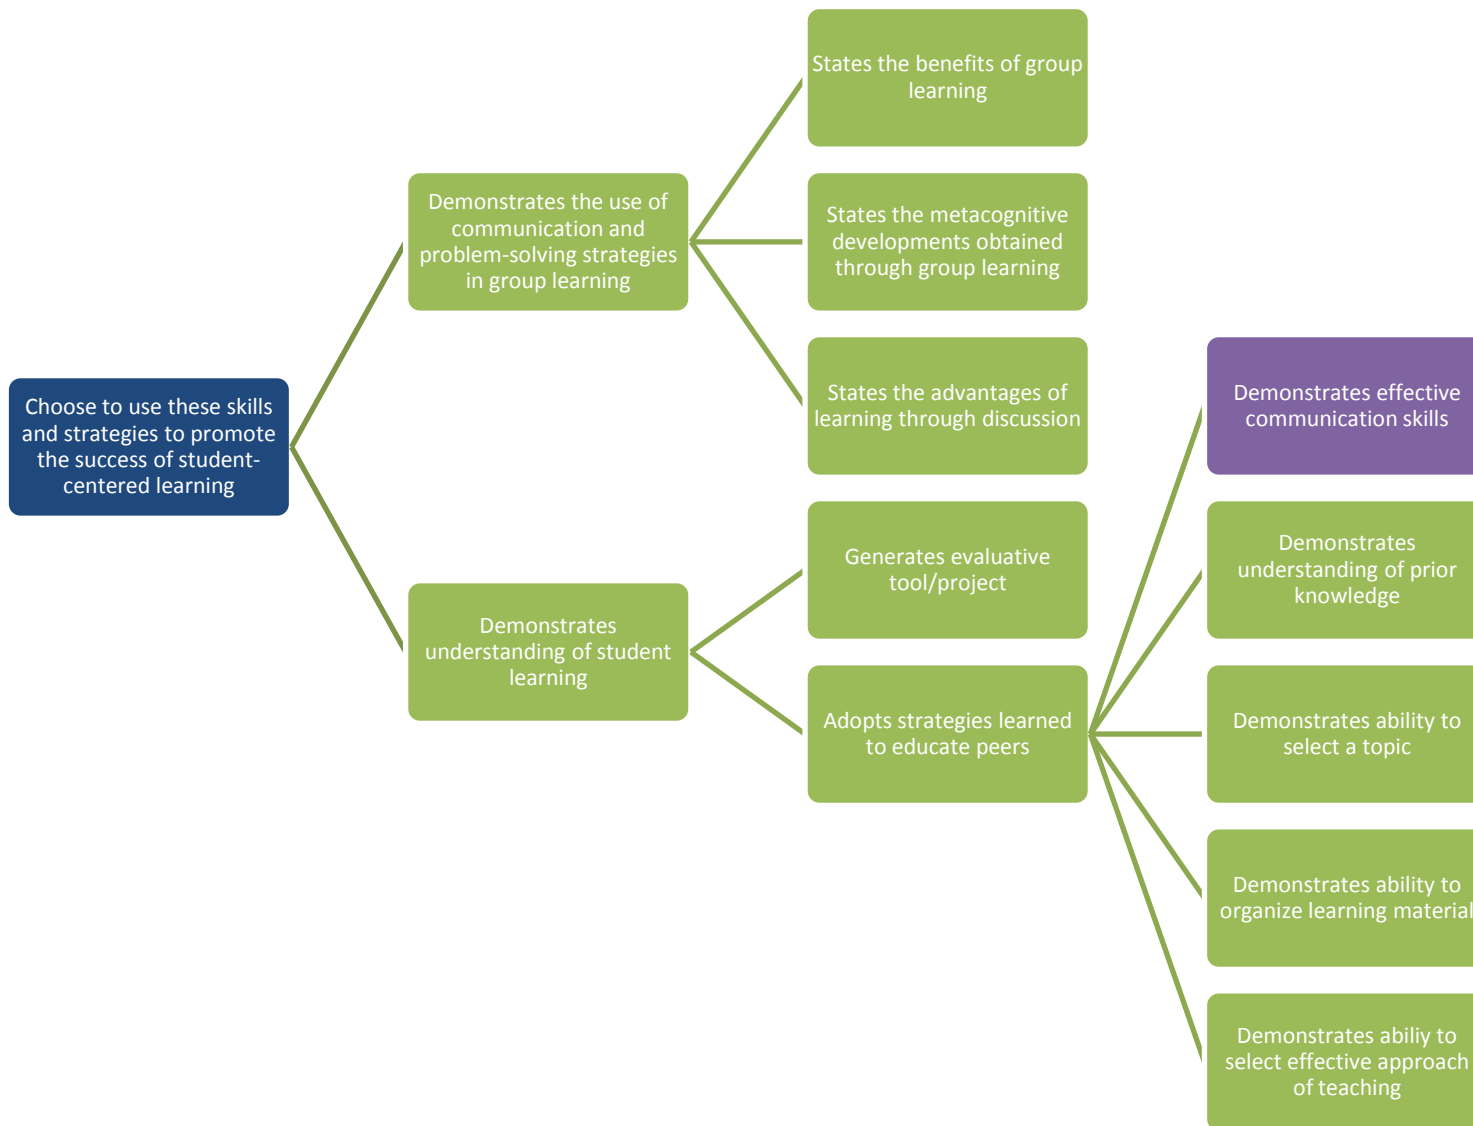 States the benefits of group
learning
Demonstrates the use of
communication and
problem-solving strategies
in group learning
States the metacognitive
developments obtained
through group learning
States the advantages of
learning through discussion
Choose to use these skills
and strategies to promote
the success of student-
centered learning
Demonstrates effective
communication skills
Generates evaluative
tool/project
Demonstrates
understanding of prior
knowledge
Demonstrates
understanding of student
learning
Adopts strategies learned
to educate peers
Demonstrates ability to
select a topic
Demonstrates ability to
organize learning material
Demonstrates abiliy to
select effective approach
of teaching